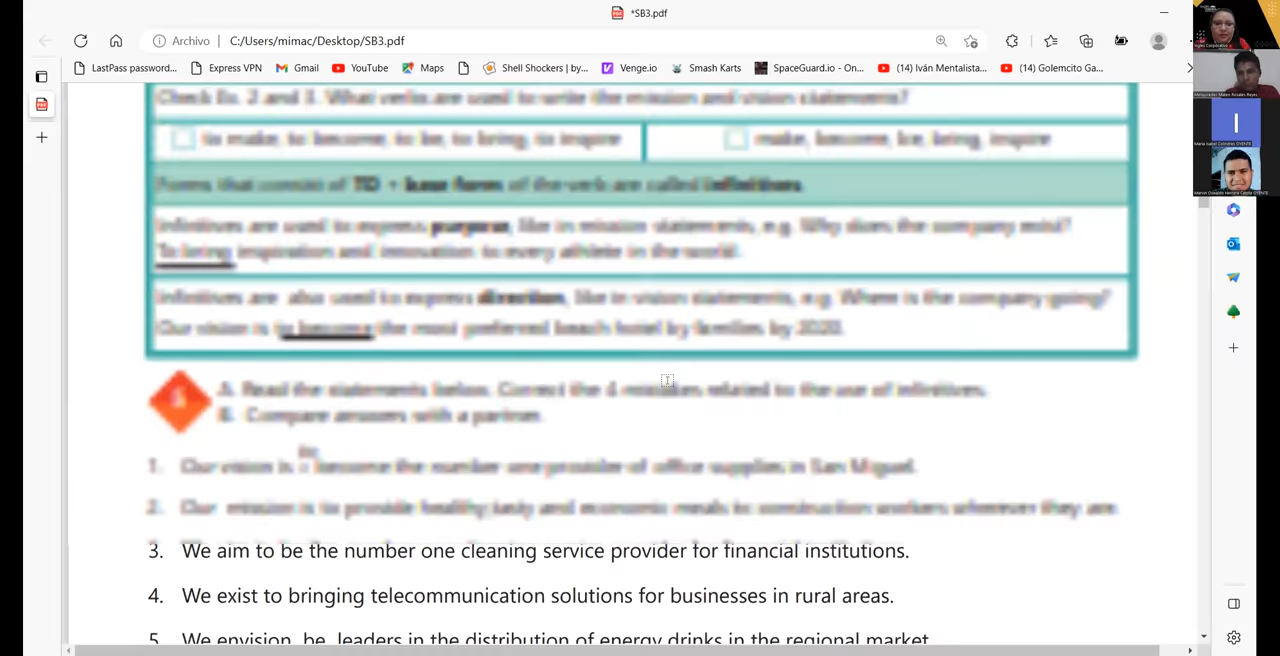 *SB3.pdf
Archivo | C:/Users/mimac/Desktop/SB3.pdf
LastPass password... Express VPN Gmail YouTube Maps Shell Shockers | by... Venge.io Smash Karts SpaceGuard.io - On... (14) Iván Mentalista... (14) Golemcito Ga...
Check Ex. 2 and 3. What verbs are used to write the mission and vision statements?
to make, to become, to be, to bring, to inspire
make, become, be, bring, inspire
Forms that consist of TO + base form of the verb are called infinitives.
Infinitives are used to express purpose, like in mission statements, e.g. Why does the company exist?
To bring inspiration and innovation to every athlete in the world.
Infinitives are also used to express direction, like in vision statements, e.g. Where is the company going?
Our vision is to become the most preferred beach hotel by families by 2020.
A. Read the statements below. Correct the 4 mistakes related to the use of infinitives.
B. Compare answers with a partner.
1. Our vision is become the number one provider of office supplies in San Miguel.
2. Our mission is to provide healthy, tasty and economic meals to construction workers wherever they are.
3. We aim to be the number one cleaning service provider for financial institutions.
4. We exist to bringing telecommunication solutions for businesses in rural areas.
5. We envision be leaders in the distribution of energy drinks in the regional market.